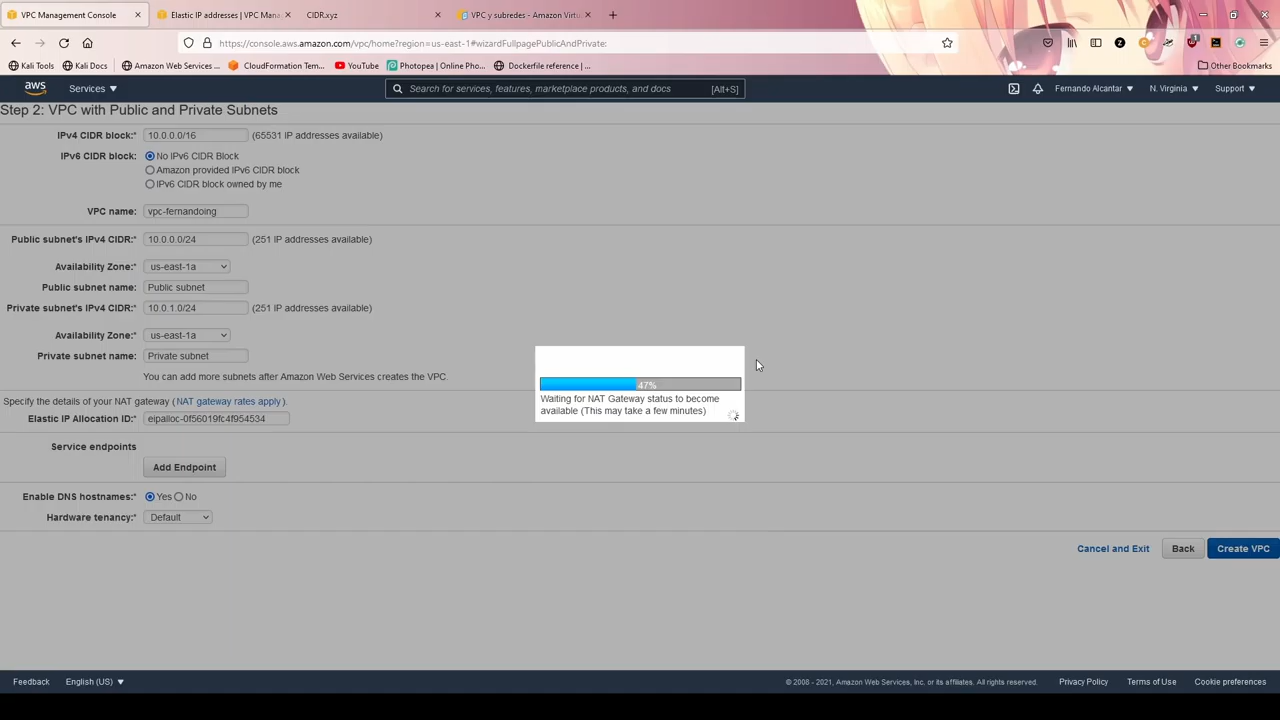 VPC Management Console
Elastic IP addresses | VPC Mana
CIDR.xyz
VPC y subredes - Amazon Virtu
https://console.aws.amazon.com/vpc/home?region=us-east-1#wizardFullpagePublicAndPrivate:
Kali Tools
Kali Docs
Amazon Web Services ...
CloudFormation Tem...
YouTube
Photopea | Online Pho...
Dockerfile reference | ...
Other Bookmarks
aws
Services
Search for services, features, marketplace products, and docs
[Alt+S]
Fernando Alcantar
N. Virginia
Support
Step 2: VPC with Public and Private Subnets
IPv4 CIDR block:* 10.0.0.0/16 (65531 IP addresses available)
IPv6 CIDR block: No IPv6 CIDR Block
Amazon provided IPv6 CIDR block
IPv6 CIDR block owned by me
VPC name: vpc-fernandoing
Public subnet's IPv4 CIDR:* 10.0.0.0/24 (251 IP addresses available)
Availability Zone:* us-east-1a
Public subnet name: Public subnet
Private subnet's IPv4 CIDR:* 10.0.1.0/24 (251 IP addresses available)
Availability Zone:* us-east-1a
Private subnet name: Private subnet
You can add more subnets after Amazon Web Services creates the VPC.
47%
Waiting for NAT Gateway status to become
available (This may take a few minutes)
Specify the details of your NAT gateway (NAT gateway rates apply).
Elastic IP Allocation ID:* eipalloc-0f56019fc4f954534
Service endpoints
Add Endpoint
Enable DNS hostnames:* Yes No
Hardware tenancy:* Default
Cancel and Exit
Back
Create VPC
Feedback
English (US)
© 2008 - 2021, Amazon Web Services, Inc. or its affiliates. All rights reserved.
Privacy Policy
Terms of Use
Cookie preferences